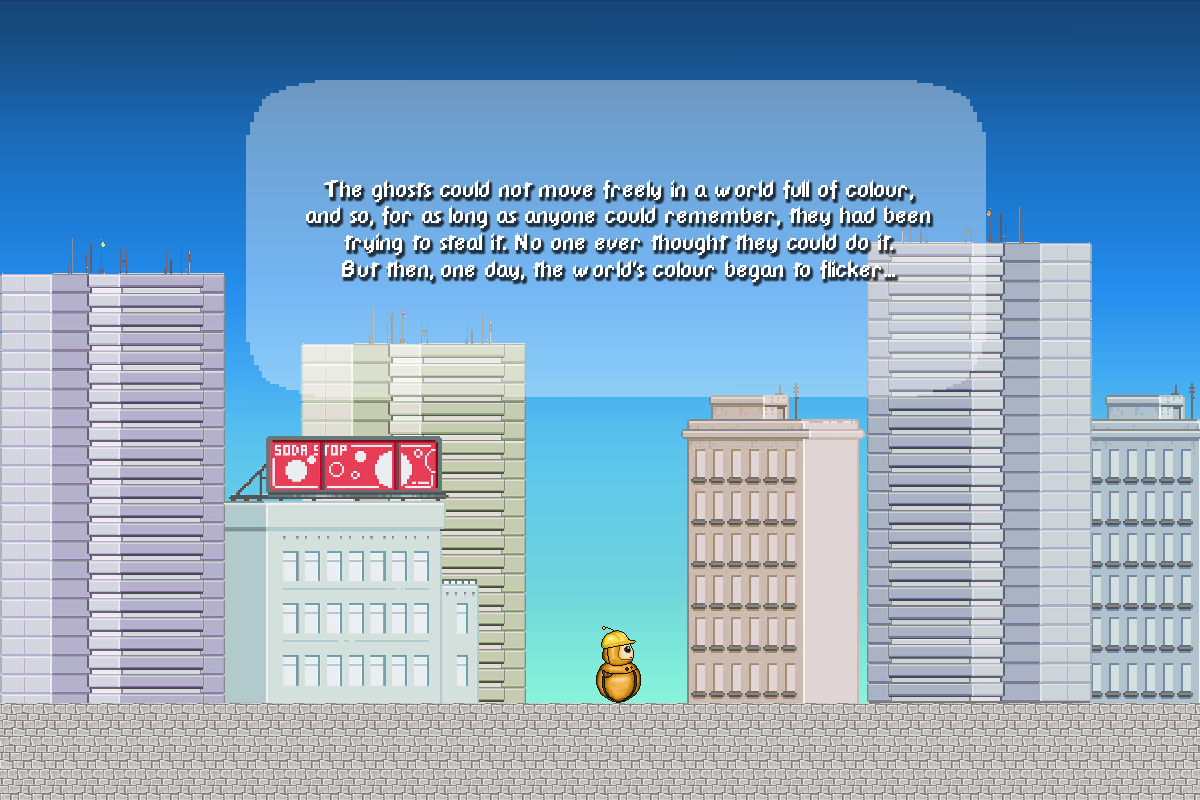 The ghosts could not move freely in a world full of colour,
and so, for as long as anyone could remember, they had been
trying to steal it. No one ever thought they could do it.
But then, one day, the world's colour began to flicker...
SODA STOP